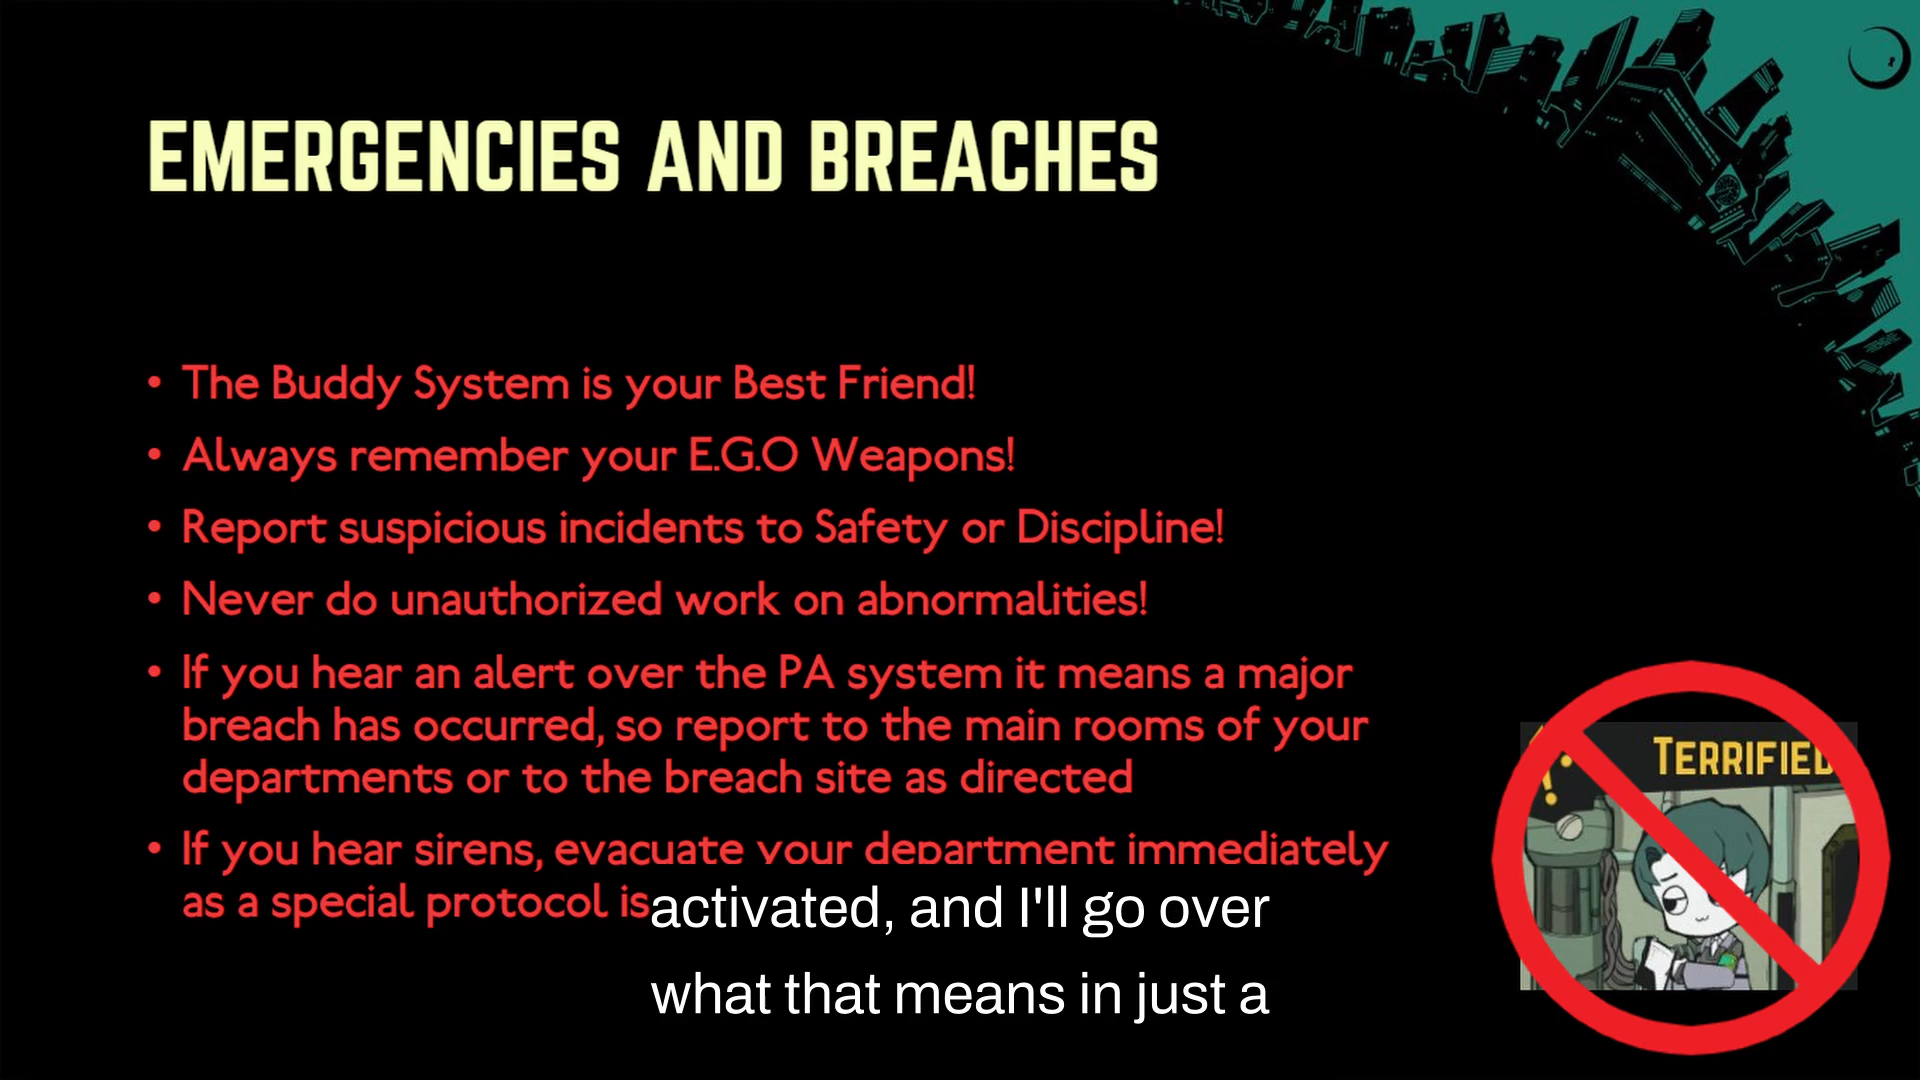 EMERGENCIES AND BREACHES
• The Buddy System is your Best Friend!
• Always remember your E.G.O Weapons!
• Report suspicious incidents to Safety or Discipline!
• Never do unauthorized work on abnormalities!
• If you hear an alert over the PA system it means a major
breach has occurred, so report to the main rooms of your
departments or to the breach site as directed
• If you hear sirens, evacuate your department immediately
as a special protocol is
activated, and I'll go over
what that means in just a
TERRIFIED